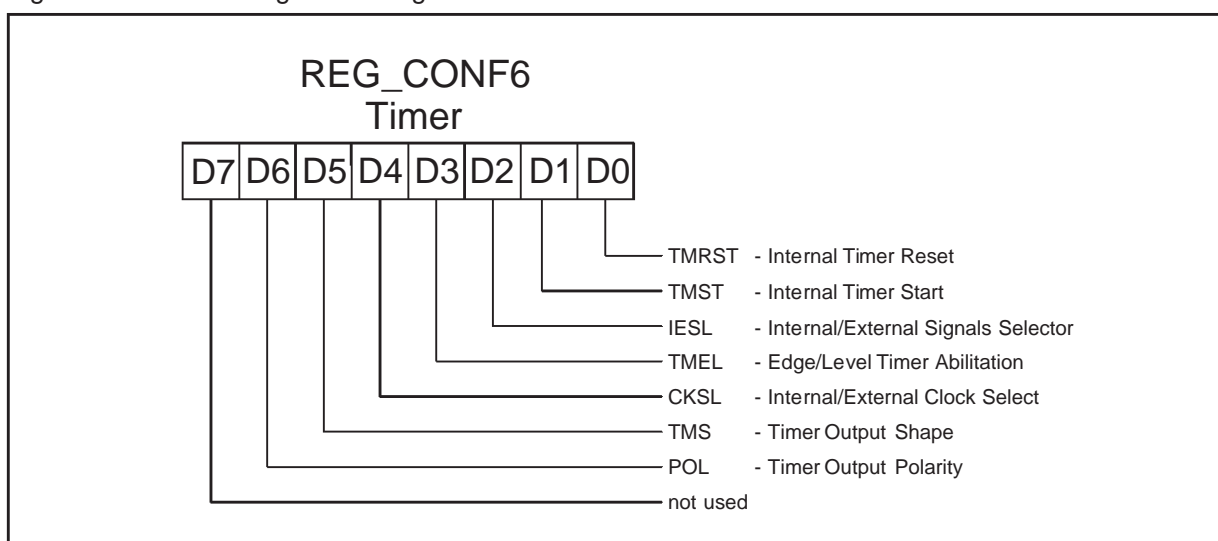 REG_CONF6
Timer
D7 D6 D5 D4 D3 D2 D1 D0
TMRST - Internal Timer Reset
TMST - Internal Timer Start
IESL - Internal/External Signals Selector
TMEL - Edge/Level Timer Abilitation
CKSL - Internal/External Clock Select
TMS - Timer Output Shape
POL - Timer Output Polarity
not used